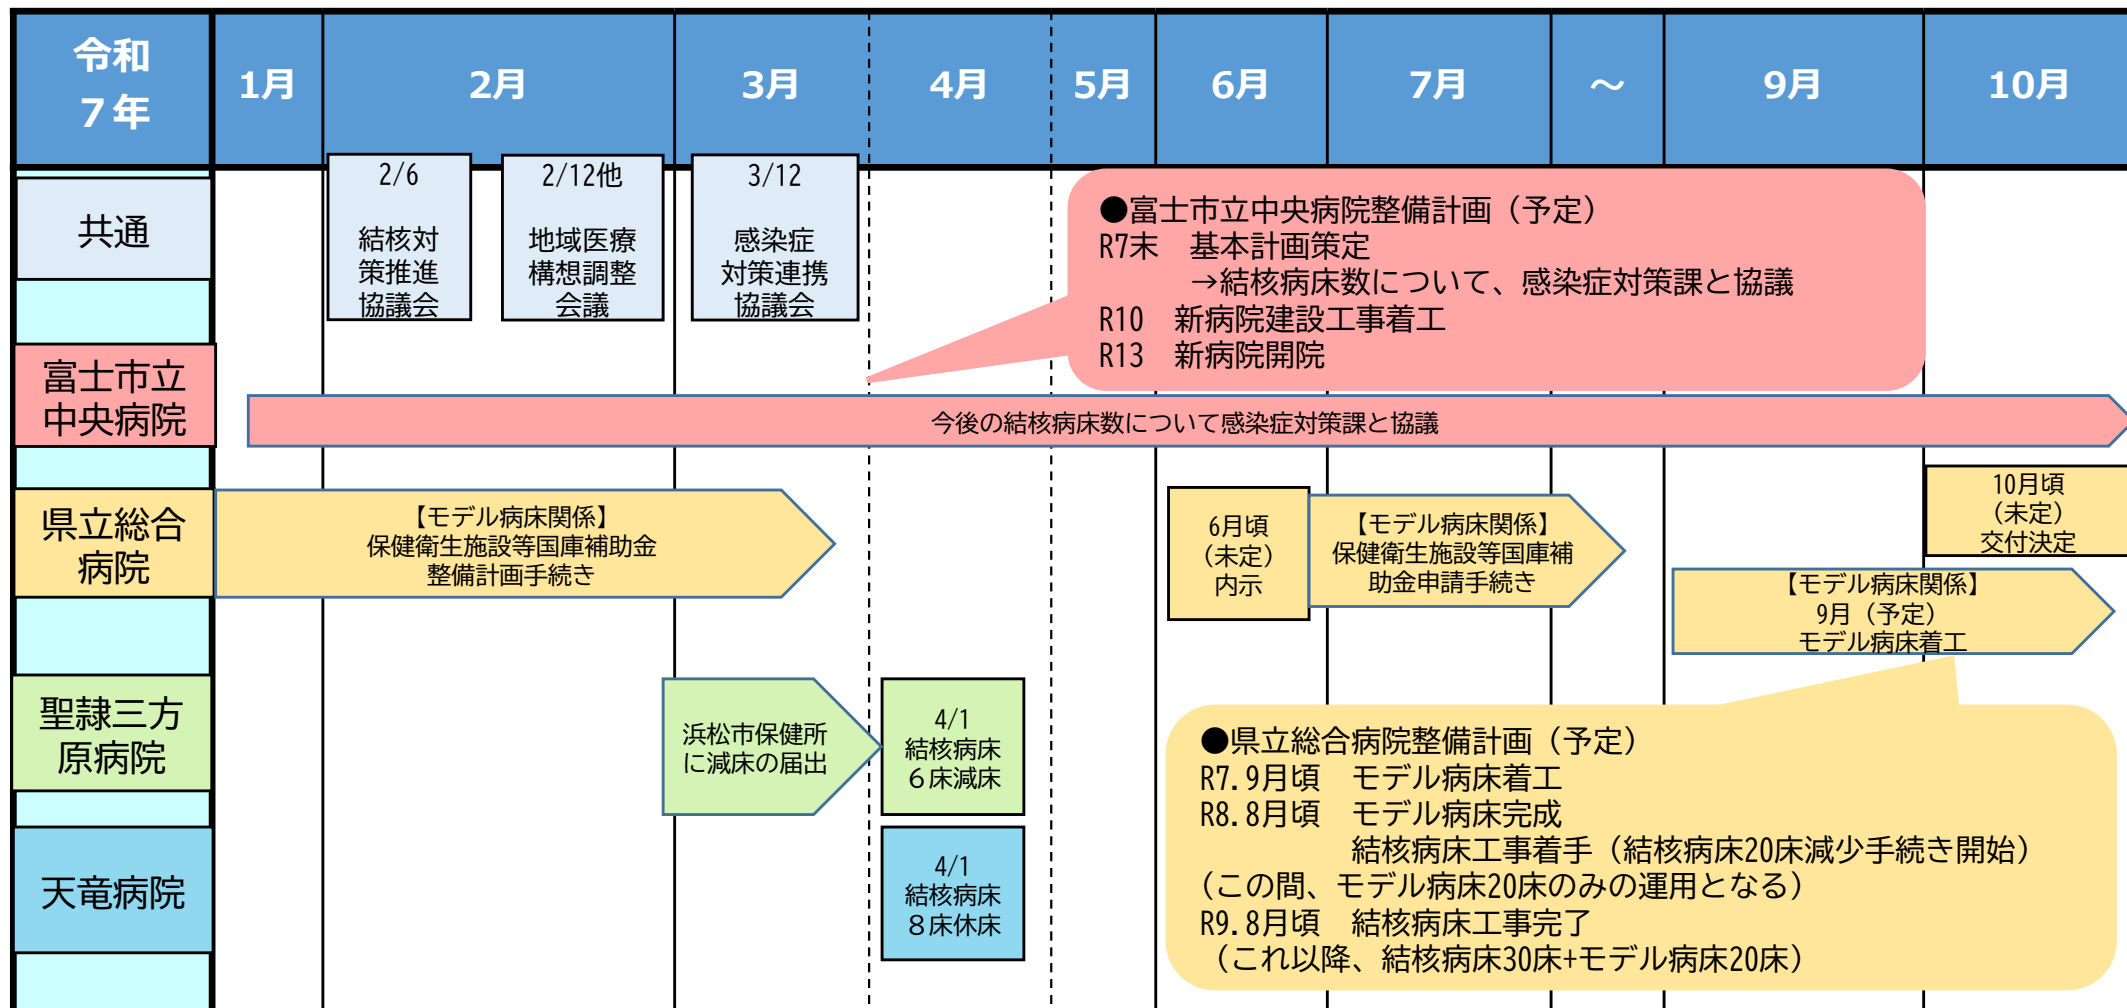 令和
７年
1月
2月
3月
4月
5月
6月
7月
～
9月
10月
共通
2/6
結核対
策推進
協議会
2/12他
地域医療
構想調整
会議
3/12
感染症
対策連携
協議会
●富士市立中央病院整備計画（予定）
R7末　基本計画策定
→結核病床数について、感染症対策課と協議
R10　新病院建設工事着工
R13　新病院開院
富士市立
中央病院
今後の結核病床数について感染症対策課と協議
県立総合
病院
【モデル病床関係】
保健衛生施設等国庫補助金
整備計画手続き
6月頃
（未定）
内示
【モデル病床関係】
保健衛生施設等国庫補
助金申請手続き
10月頃
（未定）
交付決定
【モデル病床関係】
9月（予定）
モデル病床着工
聖隷三方
原病院
浜松市保健所
に減床の届出
4/1
結核病床
６床減床
●県立総合病院整備計画（予定）
R7.9月頃　モデル病床着工
R8.8月頃　モデル病床完成
結核病床工事着手（結核病床20床減少手続き開始）
（この間、モデル病床20床のみの運用となる）
R9.8月頃　結核病床工事完了
（これ以降、結核病床30床+モデル病床20床）
天竜病院
4/1
結核病床
８床休床